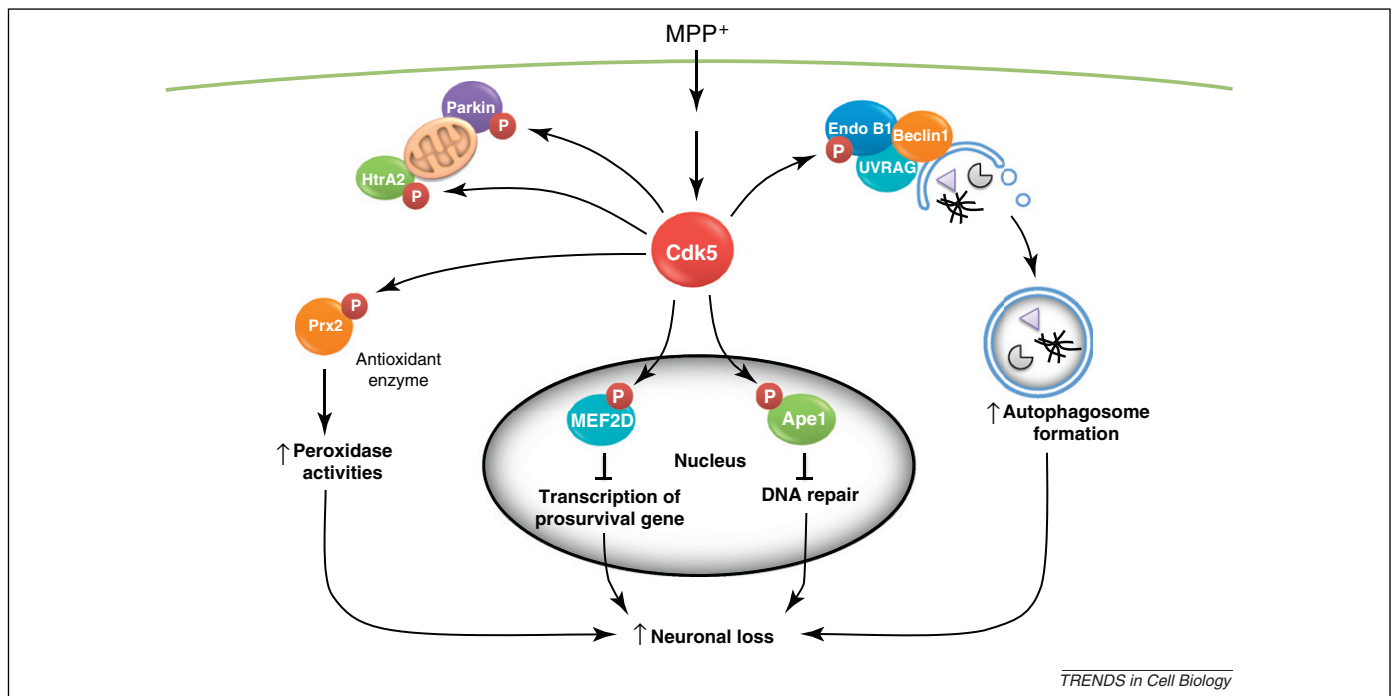 MPP+
Parkin
P
HtrA2
P
Endo B1
Beclin1
P
UVRAG
Cdk5
P
Prx2
Antioxidant
enzyme
↑ Peroxidase
activities
P
MEF2D
P
Ape1
Nucleus
Transcription of
prosurvival gene
DNA repair
↑ Autophagosome
formation
↑ Neuronal loss
TRENDS in Cell Biology